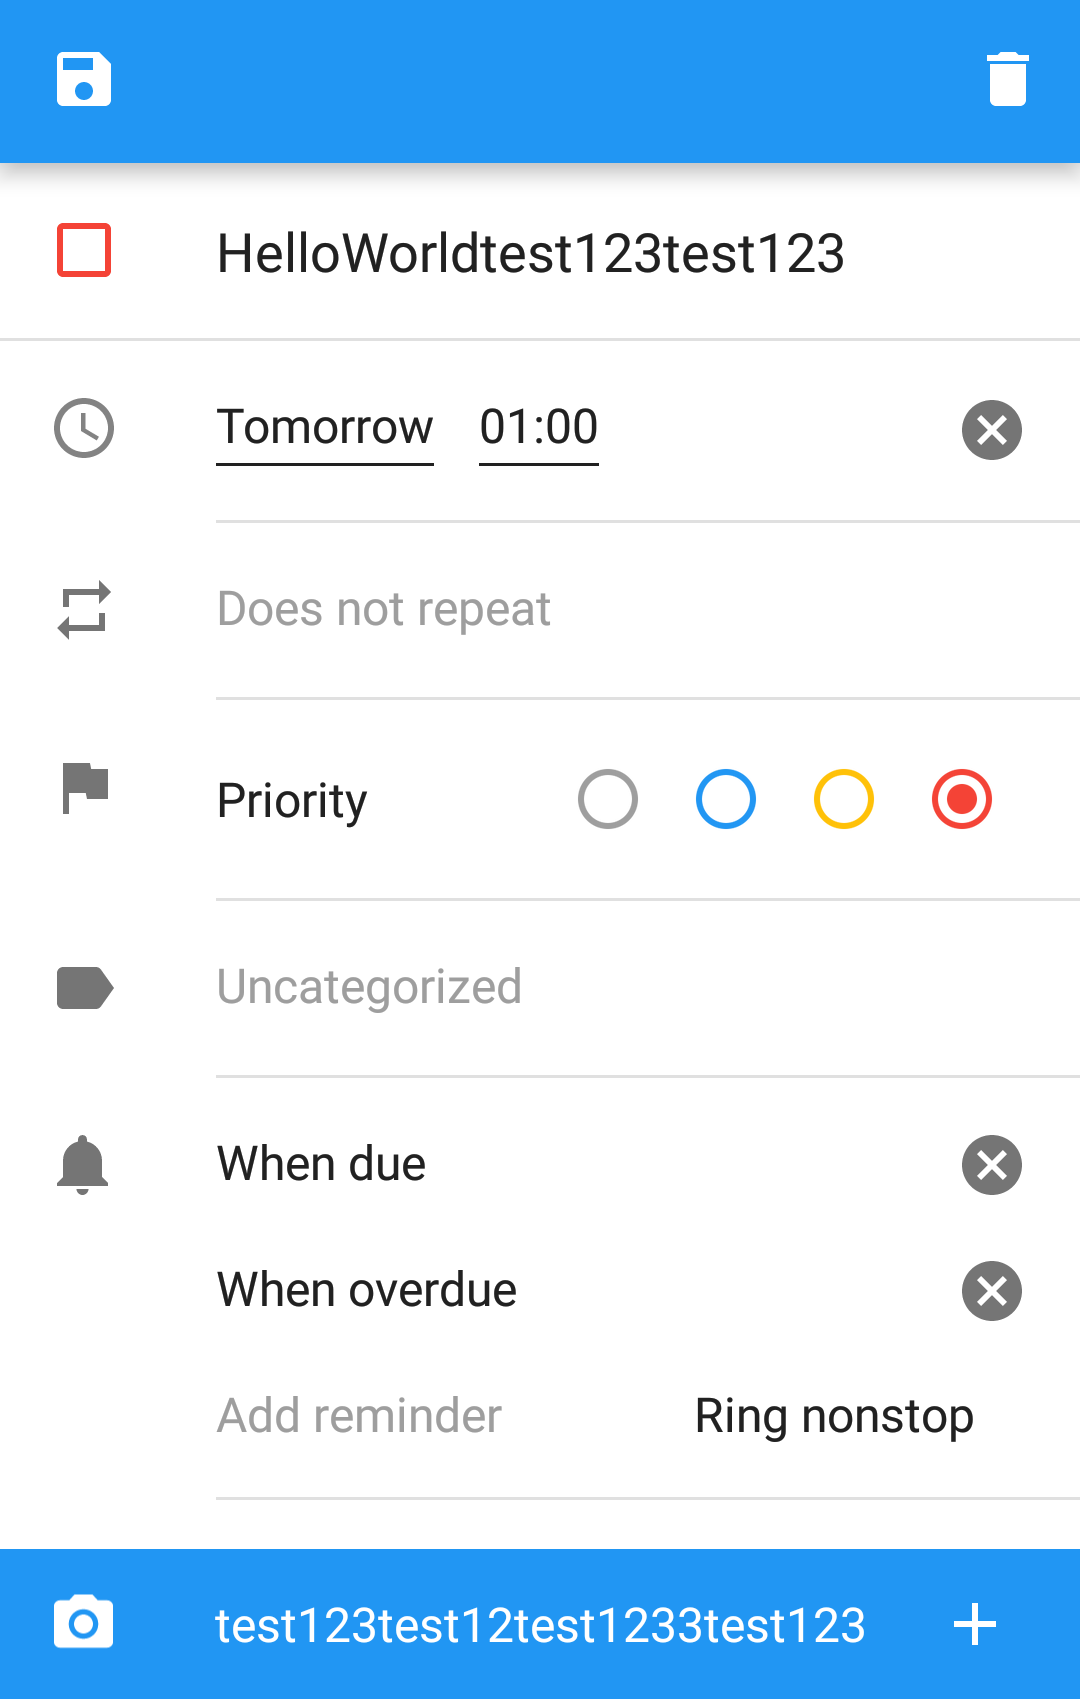 HelloWorldtest123test123
Tomorrow 01:00
Does not repeat
Priority
Uncategorized
When due
When overdue
Add reminder Ring nonstop
test123test12test1233test123